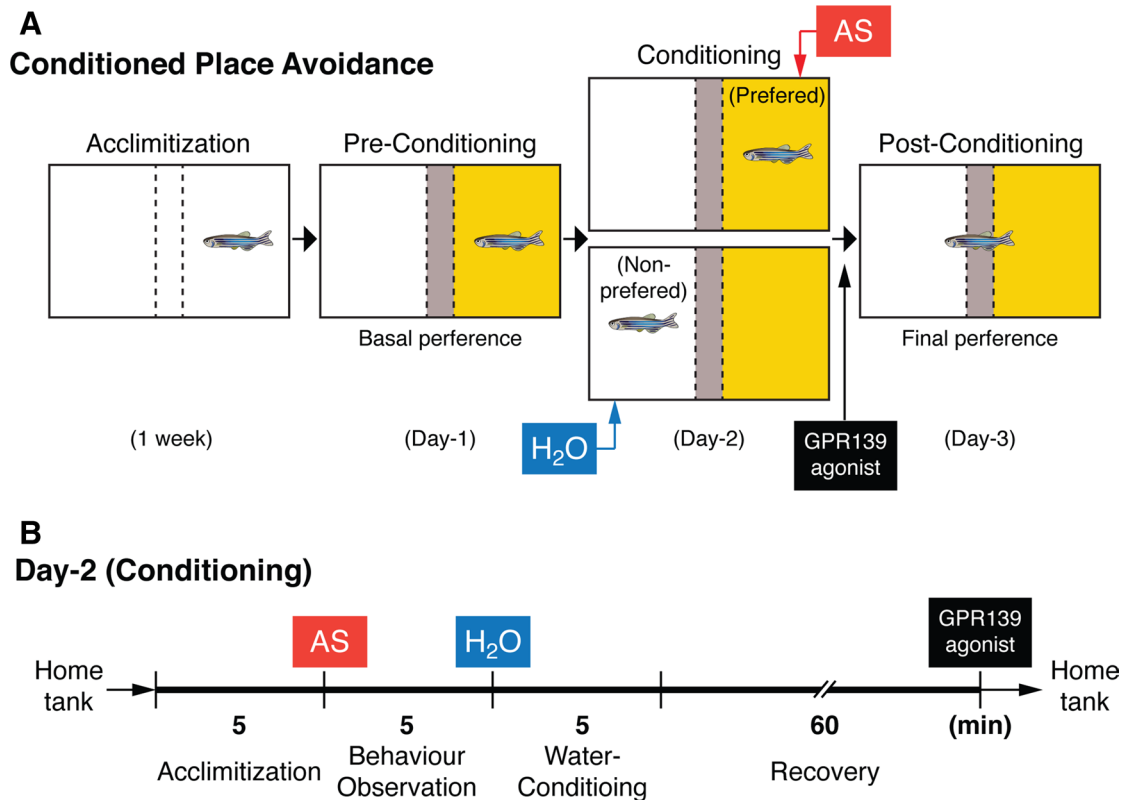 A
Conditioned Place Avoidance
Acclimitization
(1 week)
Pre-Conditioning
Basal perference
(Day-1)
Conditioning
AS
(Prefered)
(Non-
prefered)
H₂O
(Day-2)
GPR139
agonist
Post-Conditioning
Final perference
(Day-3)
B
Day-2 (Conditioning)
Home
tank
AS
H₂O
GPR139
agonist
Home
tank
5
5
5
60
(min)
Acclimitization
Behaviour
Observation
Water-
Conditioing
Recovery